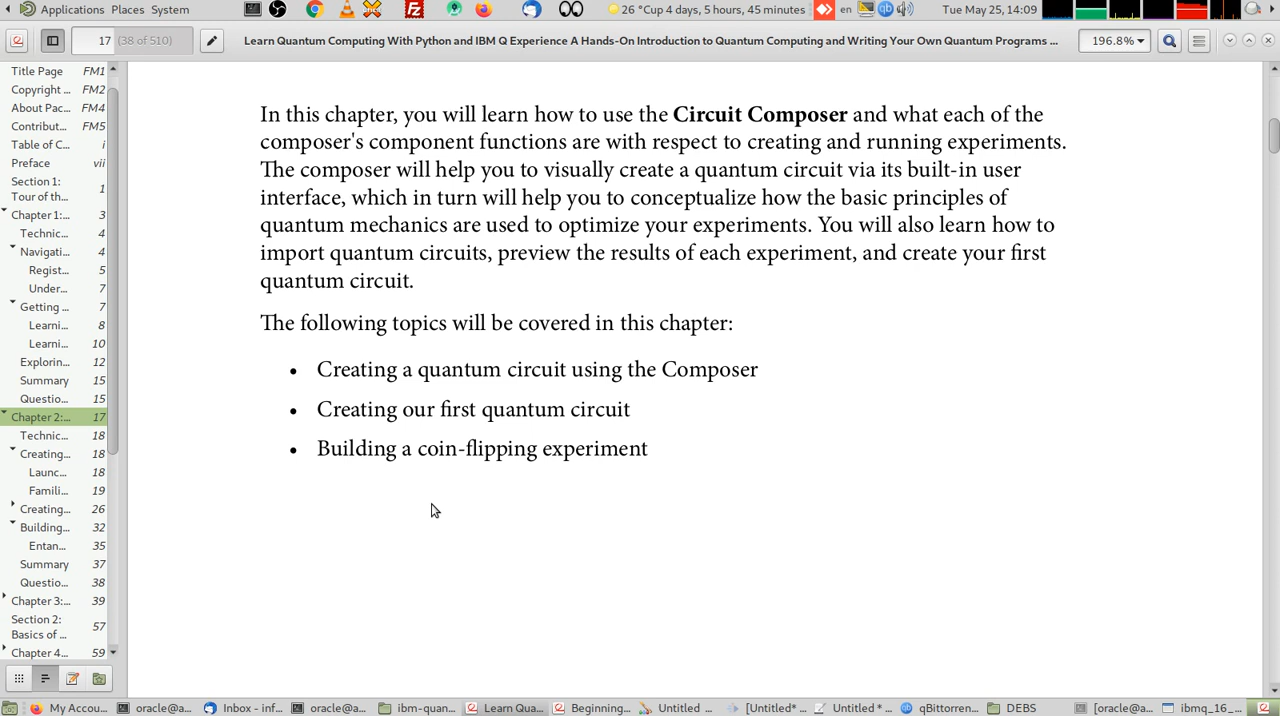 Applications Places System
26 °C
up 4 days, 5 hours, 45 minutes
en
Tue May 25, 14:09
17
(38 of 510)
Learn Quantum Computing With Python and IBM Q Experience A Hands-On Introduction to Quantum Computing and Writing Your Own Quantum Programs ...
196.8%
Title Page FM1
Copyright ... FM2
About Pac... FM4
Contribut... FM5
Table of C... i
Preface vii
Section 1:
Tour of th... 1
Chapter 1:... 3
Technic... 4
Navigati... 4
Regist... 5
Under... 7
Getting ... 7
Learni... 8
Learni... 10
Explorin... 12
Summary 15
Questio... 15
Chapter 2:... 17
Technic... 18
Creating... 18
Launc... 18
Famili... 19
Creating... 26
Building... 32
Entan... 35
Summary 37
Questio... 38
Chapter 3:... 39
Section 2:
Basics of ... 57
Chapter 4... 59
In this chapter, you will learn how to use the Circuit Composer and what each of the
composer's component functions are with respect to creating and running experiments.
The composer will help you to visually create a quantum circuit via its built-in user
interface, which in turn will help you to conceptualize how the basic principles of
quantum mechanics are used to optimize your experiments. You will also learn how to
import quantum circuits, preview the results of each experiment, and create your first
quantum circuit.
The following topics will be covered in this chapter:
• Creating a quantum circuit using the Composer
• Creating our first quantum circuit
• Building a coin-flipping experiment
My Accou...
oracle@a...
Inbox - inf...
oracle@a...
ibm-quan...
Learn Qua...
Beginning...
Untitled ...
[Untitled* ...
Untitled *...
qBittorren...
DEBS
[oracle@a...
ibmq_16_...